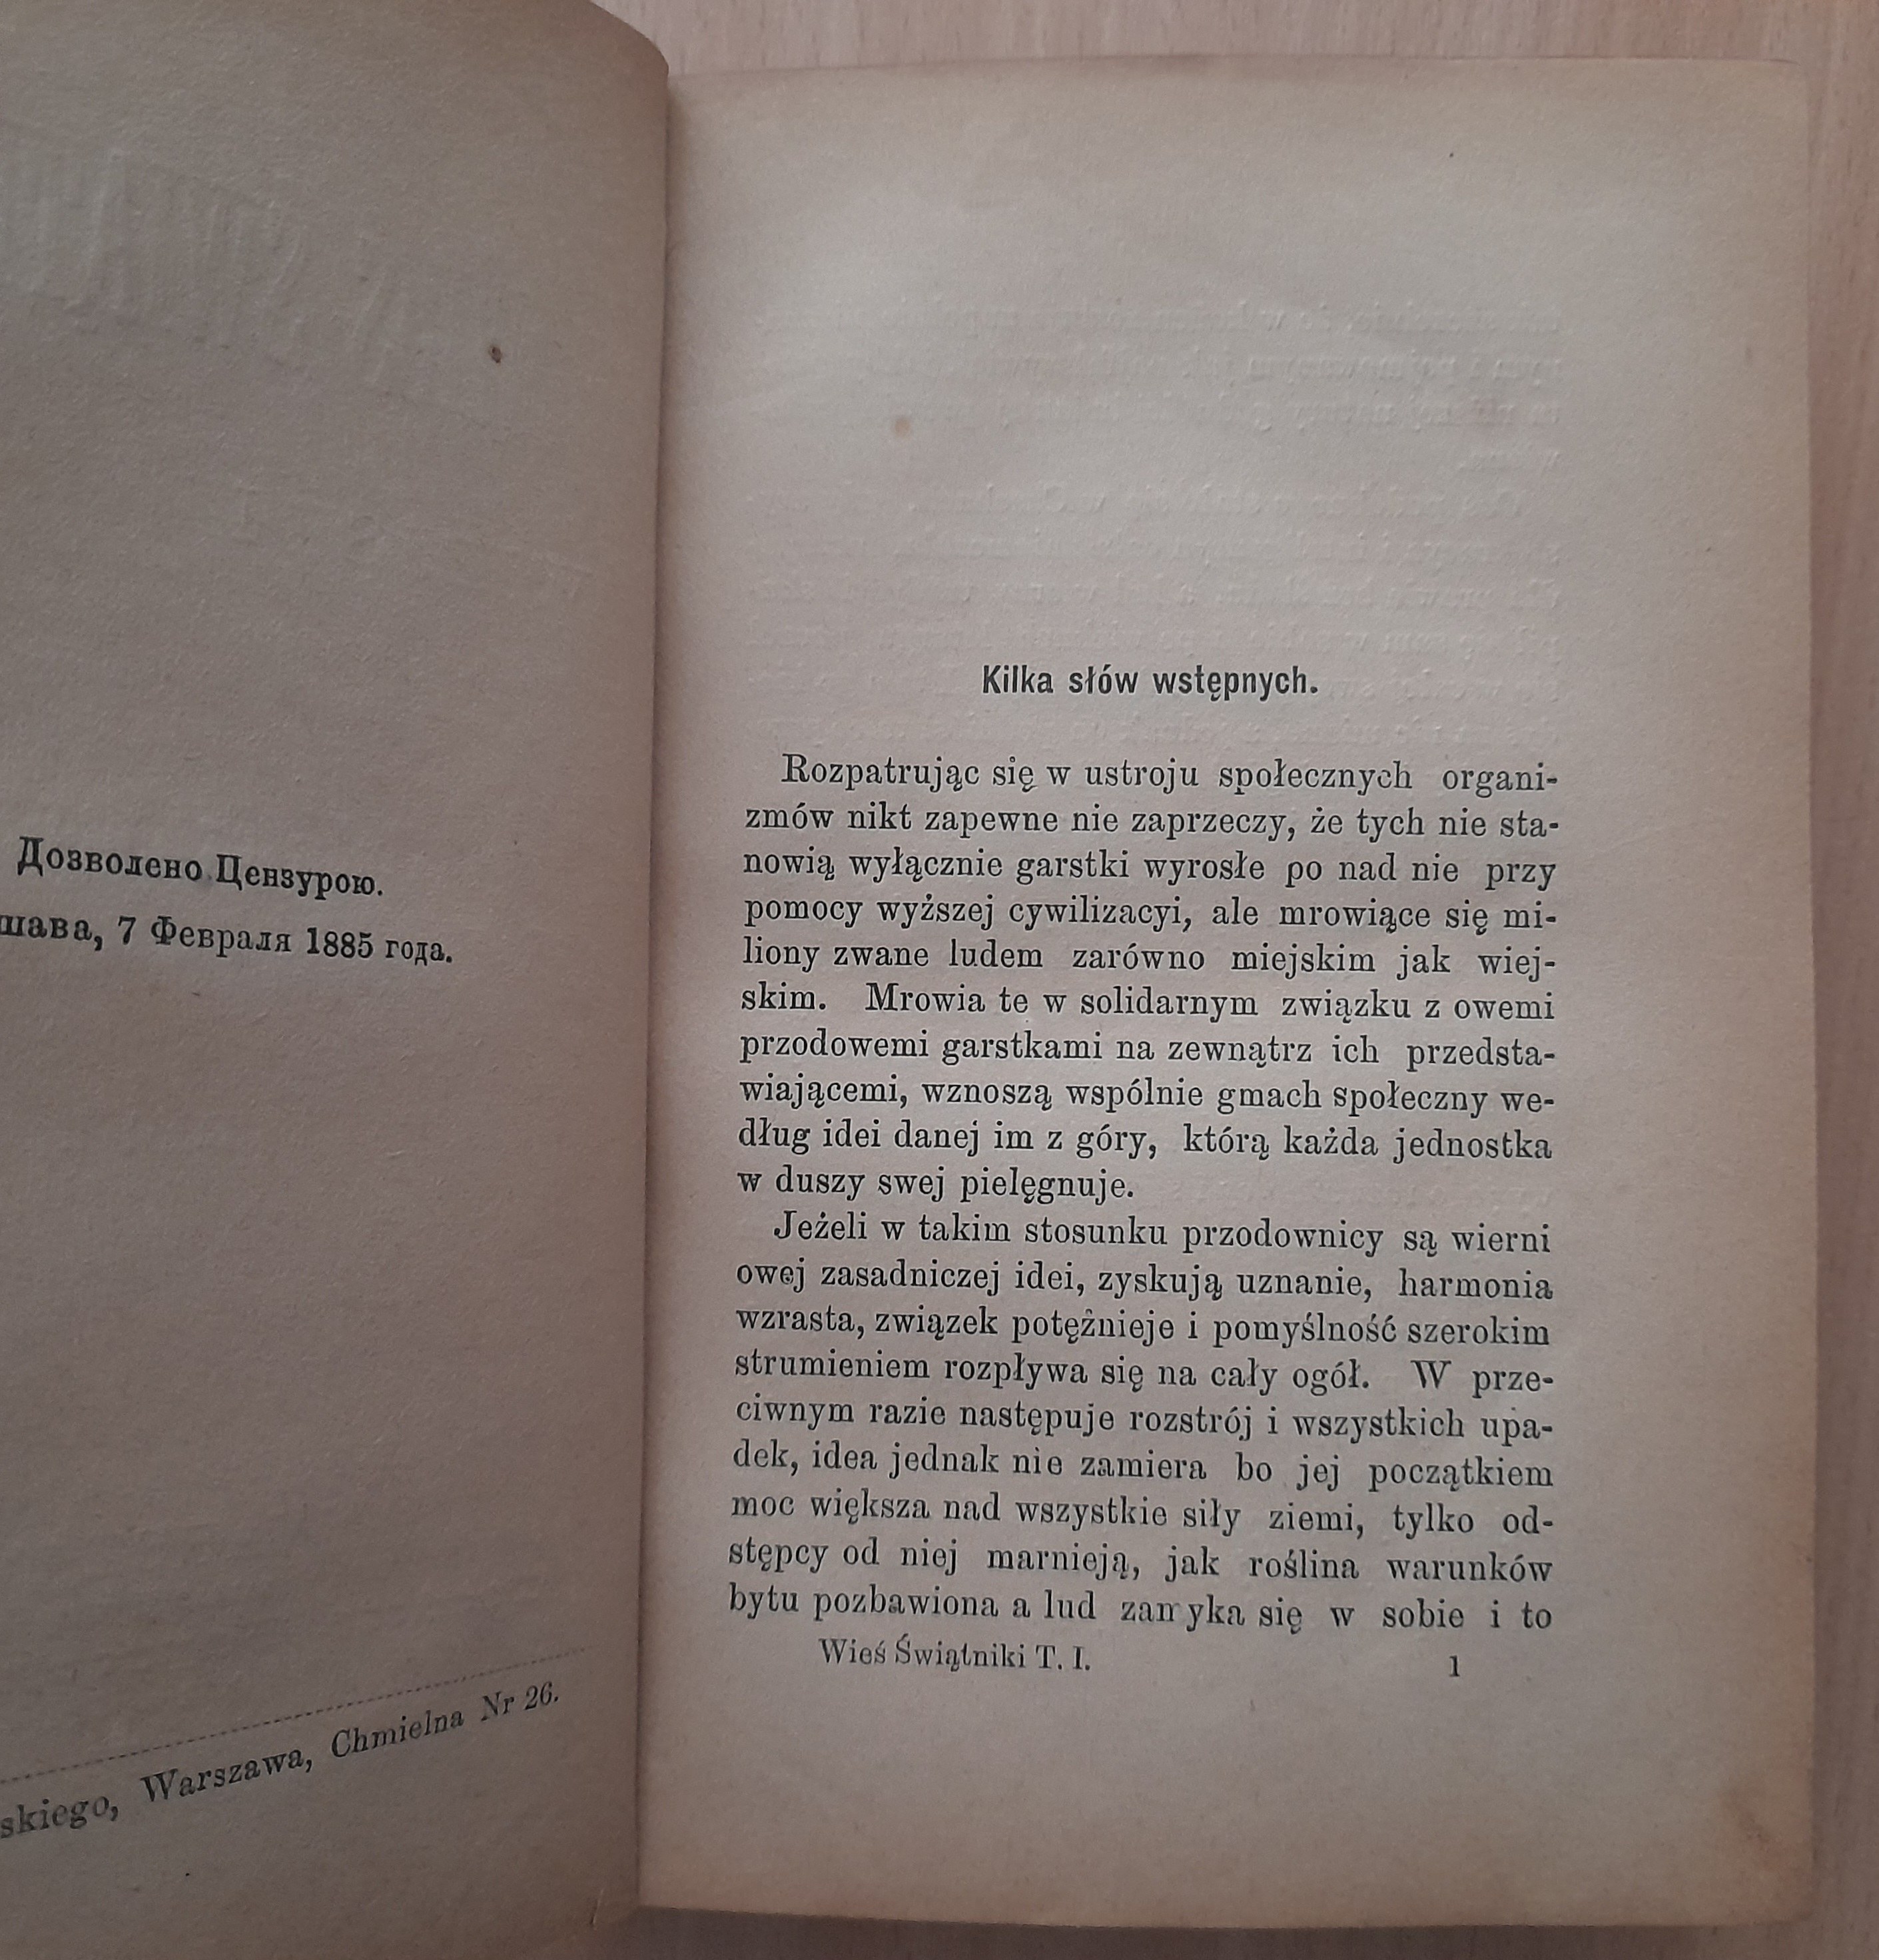 Дозволено Цензурою.
шава, 7 Февраля 1885 года.
skiego, Warszawa, Chmielna Nr 26.
Kilka słów wstępnych.
Rozpatrując się w ustroju społecznych organi-
zmów nikt zapewne nie zaprzeczy, że tych nie sta-
nowią wyłącznie garstki wyrosłe po nad nie przy
pomocy wyższej cywilizacyi, ale mrowiące się mi-
liony zwane ludem zarówno miejskim jak wiej-
skim. Mrowia te w solidarnym związku z owemi
przodowemi garstkami na zewnątrz ich przedsta-
wiającemi, wznoszą wspólnie gmach społeczny we-
dług idei danej im z góry, którą każda jednostka
w duszy swej pielęgnuje.
Jeżeli w takim stosunku przodownicy są wierni
owej zasadniczej idei, zyskują uznanie, harmonia
wzrasta, związek potężnieje i pomyślność szerokim
strumieniem rozpływa się na cały ogół. W prze-
ciwnym razie następuje rozstrój i wszystkich upa-
dek, idea jednak nie zamiera bo jej początkiem
moc większa nad wszystkie siły ziemi, tylko od-
stępcy od niej marnieją, jak roślina warunków
bytu pozbawiona a lud zamyka się w sobie i to
Wieś Świątniki T. I. 1